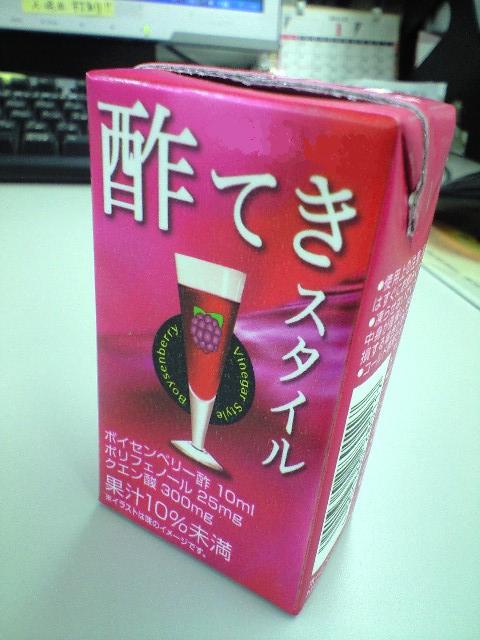 酢てきスタイル
Boysenberry
Vinegar Style
ボイセンベリー酢 10ml
ポリフェノール 25mg
クエン酸 300mg
果汁10%未満
※イラストは味のイメージです。